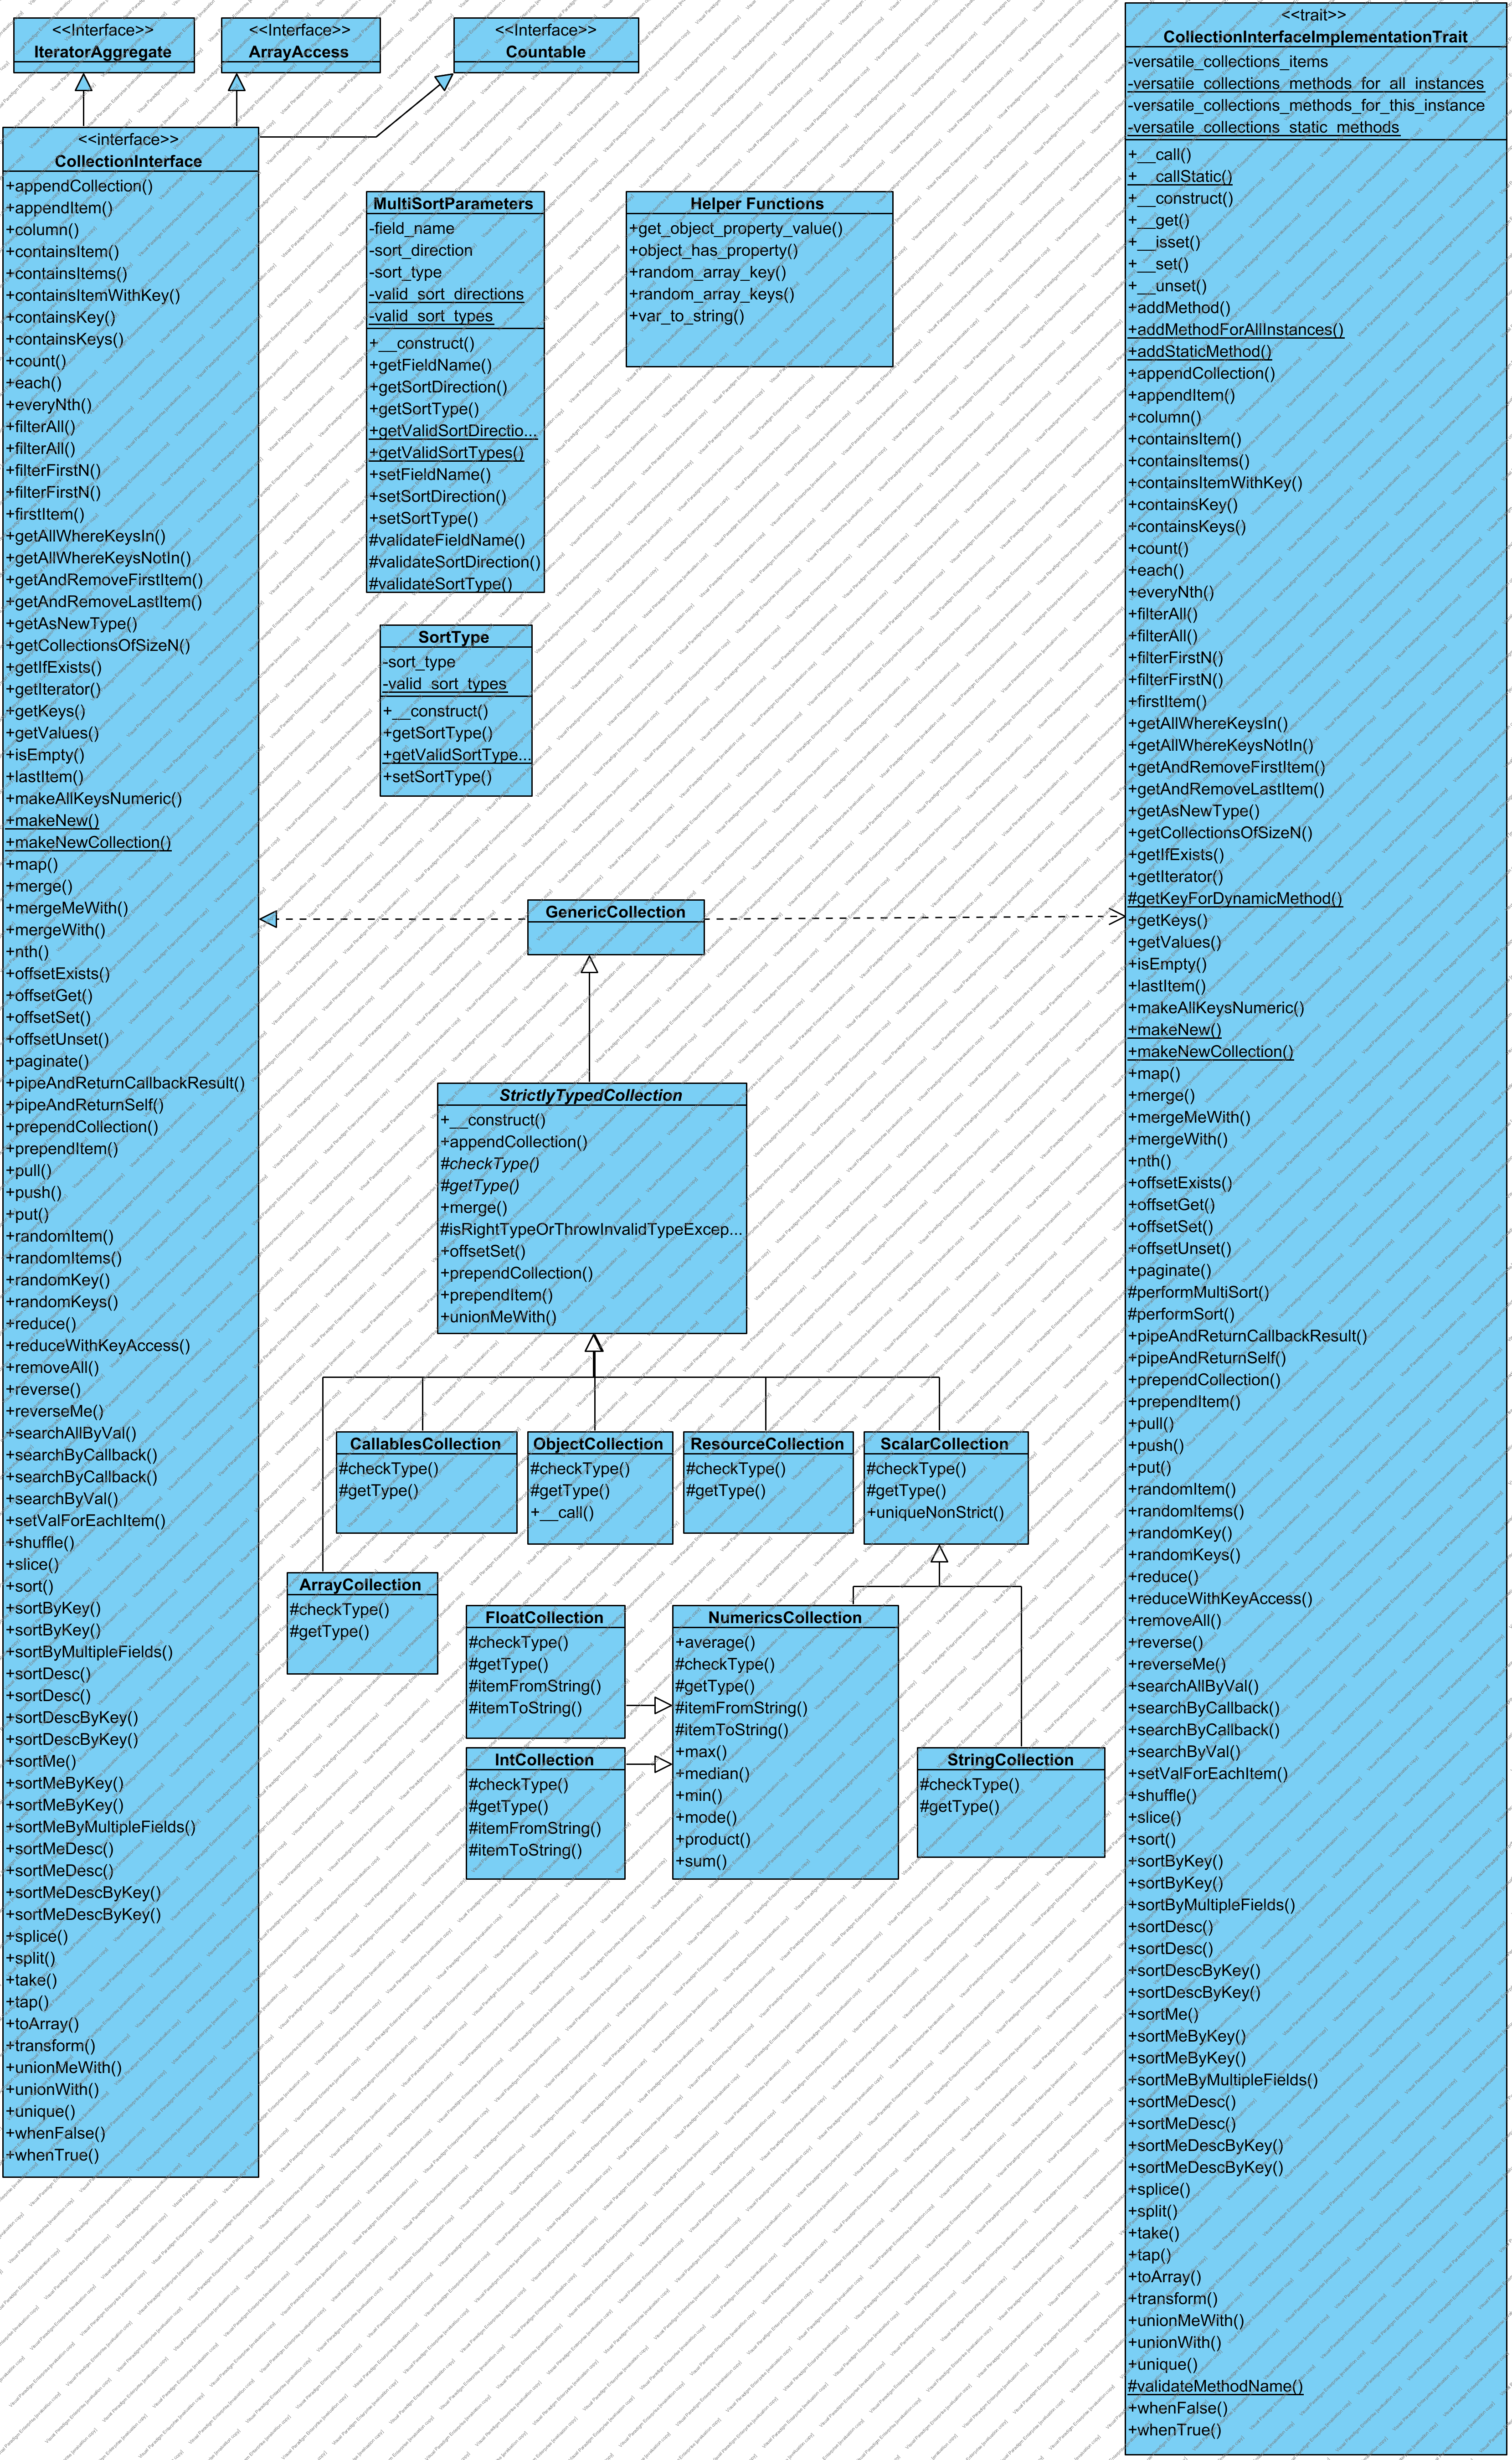 <<Interface>>
IteratorAggregate
<<Interface>>
ArrayAccess
<<Interface>>
Countable
<<interface>>
CollectionInterface
+appendCollection()
+appendItem()
+column()
+containsItem()
+containsItems()
+containsItemWithKey()
+containsKey()
+containsKeys()
+count()
+each()
+everyNth()
+filterAll()
+filterAll()
+filterFirstN()
+filterFirstN()
+firstItem()
+getAllWhereKeysIn()
+getAllWhereKeysNotIn()
+getAndRemoveFirstItem()
+getAndRemoveLastItem()
+getAsNewType()
+getCollectionsOfSizeN()
+getIfExists()
+getIterator()
+getKeys()
+getValues()
+isEmpty()
+lastItem()
+makeAllKeysNumeric()
+makeNew()
+makeNewCollection()
+map()
+merge()
+mergeMeWith()
+mergeWith()
+nth()
+offsetExists()
+offsetGet()
+offsetSet()
+offsetUnset()
+paginate()
+pipeAndReturnCallbackResult()
+pipeAndReturnSelf()
+prependCollection()
+prependItem()
+pull()
+push()
+put()
+randomItem()
+randomItems()
+randomKey()
+randomKeys()
+reduce()
+reduceWithKeyAccess()
+removeAll()
+reverse()
+reverseMe()
+searchAllByVal()
+searchByCallback()
+searchByCallback()
+searchByVal()
+setValForEachItem()
+shuffle()
+slice()
+sort()
+sortByKey()
+sortByKey()
+sortByMultipleFields()
+sortDesc()
+sortDesc()
+sortDescByKey()
+sortDescByKey()
+sortMe()
+sortMeByKey()
+sortMeByKey()
+sortMeByMultipleFields()
+sortMeDesc()
+sortMeDesc()
+sortMeDescByKey()
+sortMeDescByKey()
+splice()
+split()
+take()
+tap()
+toArray()
+transform()
+unionMeWith()
+unionWith()
+unique()
+whenFalse()
+whenTrue()
MultiSortParameters
-field_name
-sort_direction
-sort_type
-valid_sort_directions
-valid_sort_types
+__construct()
+getFieldName()
+getSortDirection()
+getSortType()
+getValidSortDirectio...
+getValidSortTypes()
+setFieldName()
+setSortDirection()
+setSortType()
#validateFieldName()
#validateSortDirection()
#validateSortType()
Helper Functions
+get_object_property_value()
+object_has_property()
+random_array_key()
+random_array_keys()
+var_to_string()
SortType
-sort_type
-valid_sort_types
+__construct()
+getSortType()
+getValidSortType...
+setSortType()
GenericCollection
StrictlyTypedCollection
+__construct()
+appendCollection()
#checkType()
#getType()
+merge()
#isRightTypeOrThrowInvalidTypeExcep...
+offsetSet()
+prependCollection()
+prependItem()
+unionMeWith()
CallablesCollection
#checkType()
#getType()
ObjectCollection
#checkType()
#getType()
+__call()
ResourceCollection
#checkType()
#getType()
ScalarCollection
#checkType()
#getType()
+uniqueNonStrict()
ArrayCollection
#checkType()
#getType()
FloatCollection
#checkType()
#getType()
#itemFromString()
#itemToString()
IntCollection
#checkType()
#getType()
#itemFromString()
#itemToString()
NumericsCollection
+average()
#checkType()
#getType()
#itemFromString()
#itemToString()
+max()
+median()
+min()
+mode()
+product()
+sum()
StringCollection
#checkType()
#getType()
<<trait>>
CollectionInterfaceImplementationTrait
-versatile_collections_items
-versatile_collections_methods_for_all_instances
-versatile_collections_methods_for_this_instance
-versatile_collections_static_methods
+__call()
+__callStatic()
+__construct()
+__get()
+__isset()
+__set()
+__unset()
+addMethod()
+addMethodForAllInstances()
+addStaticMethod()
+appendCollection()
+appendItem()
+column()
+containsItem()
+containsItems()
+containsItemWithKey()
+containsKey()
+containsKeys()
+count()
+each()
+everyNth()
+filterAll()
+filterAll()
+filterFirstN()
+filterFirstN()
+firstItem()
+getAllWhereKeysIn()
+getAllWhereKeysNotIn()
+getAndRemoveFirstItem()
+getAndRemoveLastItem()
+getAsNewType()
+getCollectionsOfSizeN()
+getIfExists()
+getIterator()
#getKeyForDynamicMethod()
+getKeys()
+getValues()
+isEmpty()
+lastItem()
+makeAllKeysNumeric()
+makeNew()
+makeNewCollection()
+map()
+merge()
+mergeMeWith()
+mergeWith()
+nth()
+offsetExists()
+offsetGet()
+offsetSet()
+offsetUnset()
+paginate()
#performMultiSort()
#performSort()
+pipeAndReturnCallbackResult()
+pipeAndReturnSelf()
+prependCollection()
+prependItem()
+pull()
+push()
+put()
+randomItem()
+randomItems()
+randomKey()
+randomKeys()
+reduce()
+reduceWithKeyAccess()
+removeAll()
+reverse()
+reverseMe()
+searchAllByVal()
+searchByCallback()
+searchByCallback()
+searchByVal()
+setValForEachItem()
+shuffle()
+slice()
+sort()
+sortByKey()
+sortByKey()
+sortByMultipleFields()
+sortDesc()
+sortDesc()
+sortDescByKey()
+sortDescByKey()
+sortMe()
+sortMeByKey()
+sortMeByKey()
+sortMeByMultipleFields()
+sortMeDesc()
+sortMeDesc()
+sortMeDescByKey()
+sortMeDescByKey()
+splice()
+split()
+take()
+tap()
+toArray()
+transform()
+unionMeWith()
+unionWith()
+unique()
#validateMethodName()
+whenFalse()
+whenTrue()
Visual Paradigm Enterprise [evaluation copy]